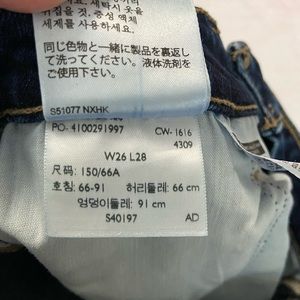 세제를 사용하세요.
同じ色物と一緒に製品を裏返し
て洗ってください。液体洗剤をご
使用下さい。
S51077 NXHK
PO- 4100291997 CW- 1616
4309
W26 L28
尺码: 150/66A
호칭: 66-91 허리둘레: 66 cm
엉덩이둘레: 91 cm
S40197 AD